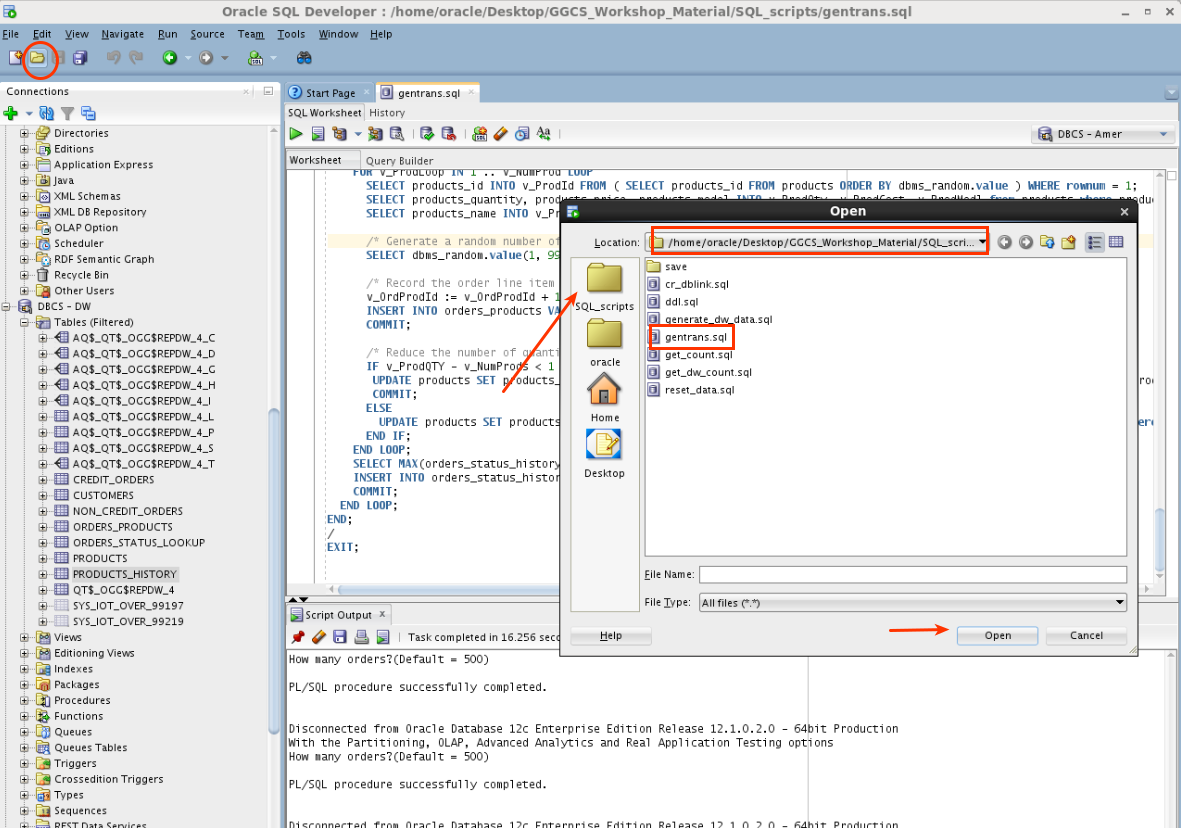 Oracle SQL Developer : /home/oracle/Desktop/GGCS_Workshop_Material/SQL_scripts/gentrans.sql
File Edit View Navigate Run Source Team Tools Window Help
Connections
Directories
Editions
Application Express
Java
XML Schemas
XML DB Repository
OLAP Option
Scheduler
RDF Semantic Graph
Recycle Bin
Other Users
DBCS - DW
Tables (Filtered)
AQ$_QT$_OGG$REPDW_4_C
AQ$_QT$_OGG$REPDW_4_D
AQ$_QT$_OGG$REPDW_4_G
AQ$_QT$_OGG$REPDW_4_H
AQ$_QT$_OGG$REPDW_4_I
AQ$_QT$_OGG$REPDW_4_L
AQ$_QT$_OGG$REPDW_4_P
AQ$_QT$_OGG$REPDW_4_S
AQ$_QT$_OGG$REPDW_4_T
CREDIT_ORDERS
CUSTOMERS
NON_CREDIT_ORDERS
ORDERS_PRODUCTS
ORDERS_STATUS_LOOKUP
PRODUCTS
PRODUCTS_HISTORY
QT$_OGG$REPDW_4
SYS_IOT_OVER_99197
SYS_IOT_OVER_99219
Views
Editioning Views
Indexes
Packages
Procedures
Functions
Queues
Queues Tables
Triggers
Crossedition Triggers
Types
Sequences
REST Data Services
Start Page gentrans.sql
SQL Worksheet History
DBCS - Amer
Worksheet Query Builder
FOR v_ProdLoop IN 1 .. v_NumProd LOOP
SELECT products_id INTO v_ProdId FROM ( SELECT products_id FROM products ORDER BY dbms_random.value ) WHERE rownum = 1;
SELECT products_quantity, products_price, products_model INTO v_ProdQty, v_ProdCost, v_ProdModl from products where produc
SELECT products_name INTO v_Pr
/* Generate a random number of
SELECT dbms_random.value(1, 99
/* Record the order line item
v_OrdProdId := v_OrdProdId + 1
INSERT INTO orders_products VA
COMMIT;
/* Reduce the number of quanti
IF v_ProdQTY - v_NumProds < 1
UPDATE products SET products_
COMMIT;
ELSE
UPDATE products SET products
END IF;
END LOOP;
SELECT MAX(orders_status_history
INSERT INTO orders_status_histor
COMMIT;
END LOOP;
END;
/
EXIT;
Open
Location: /home/oracle/Desktop/GGCS_Workshop_Material/SQL_scri...
SQL_scripts
oracle
Home
Desktop
save
cr_dblink.sql
ddl.sql
generate_dw_data.sql
gentrans.sql
get_count.sql
get_dw_count.sql
reset_data.sql
File Name:
File Type: All files (*.*)
Help Open Cancel
Script Output
Task completed in 16.256 seco
How many orders?(Default = 500)
PL/SQL procedure successfully completed.
Disconnected from Oracle Database 12c Enterprise Edition Release 12.1.0.2.0 - 64bit Production
With the Partitioning, OLAP, Advanced Analytics and Real Application Testing options
How many orders?(Default = 500)
PL/SQL procedure successfully completed.
Disconnected from Oracle Database 12c Enterprise Edition Release 12.1.0.2.0 - 64bit Production